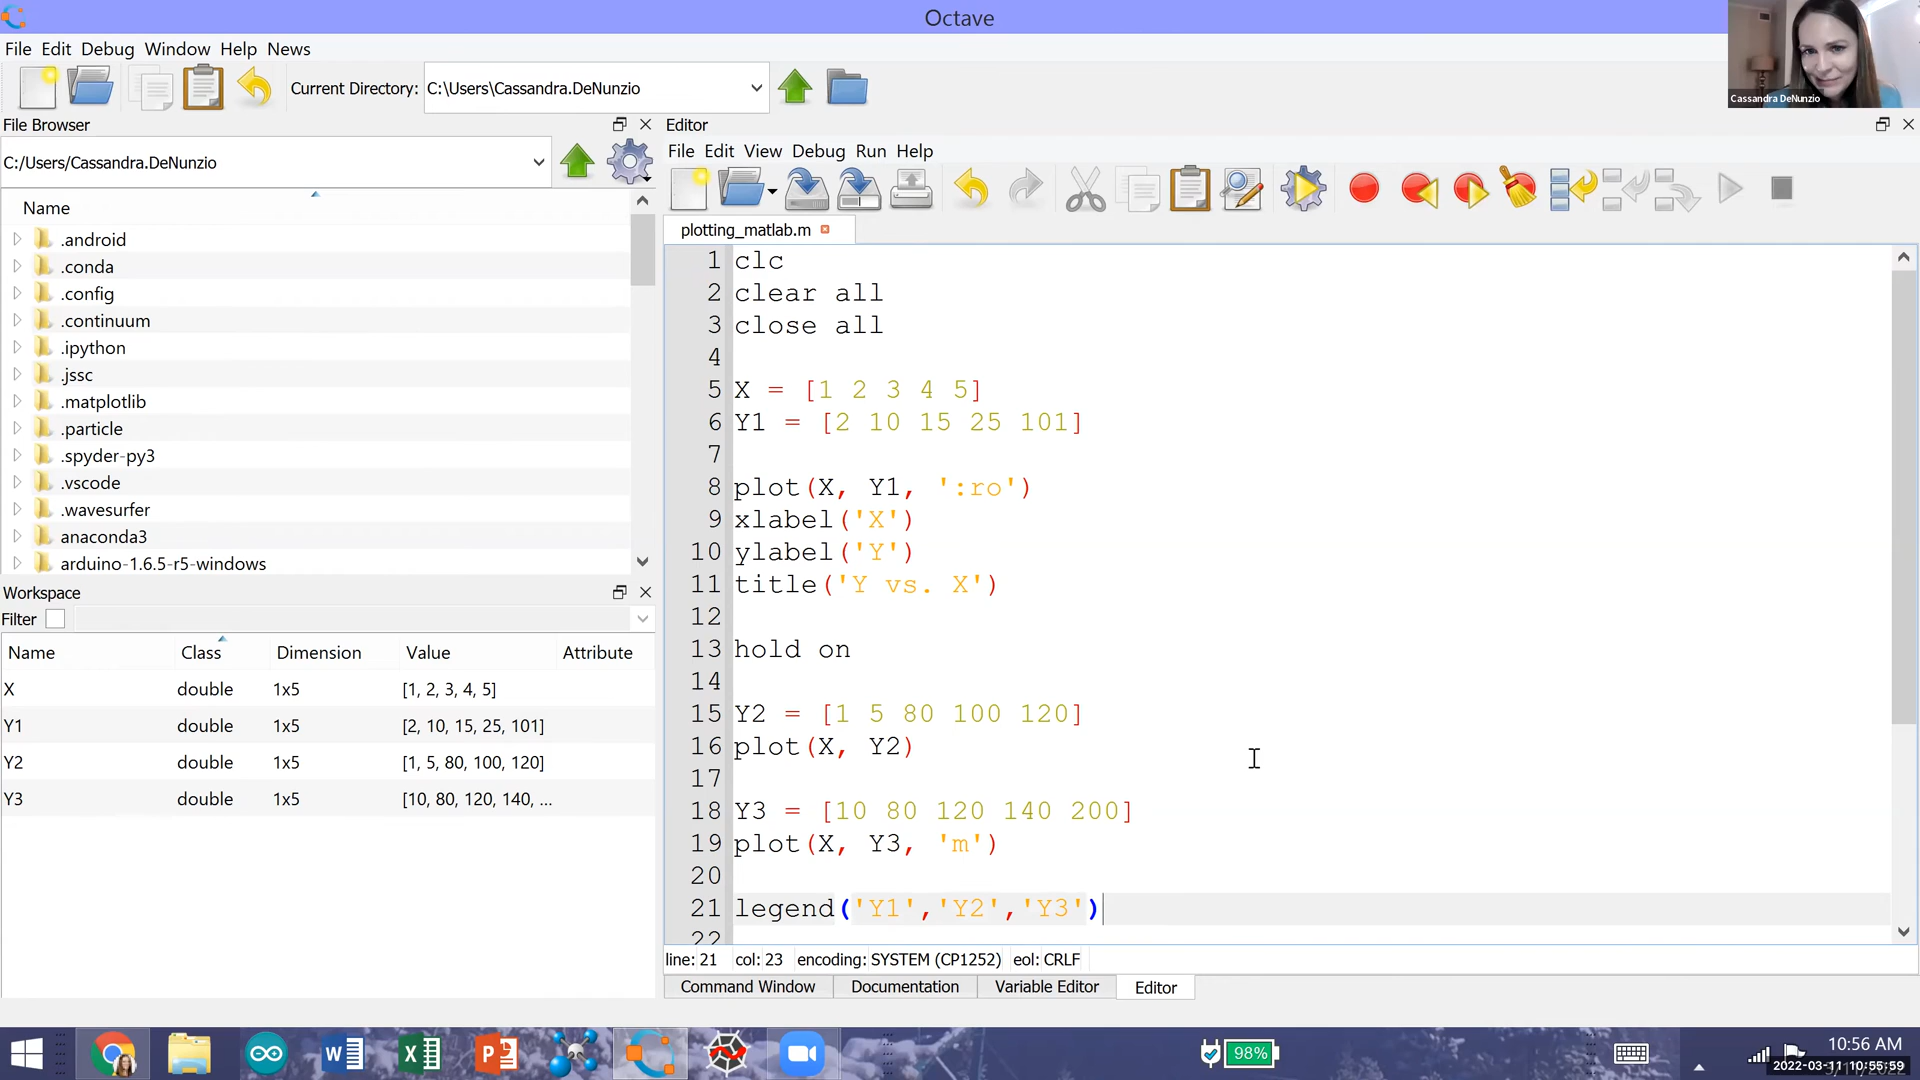 Octave
File Edit Debug Window Help News
Current Directory: C:\Users\Cassandra.DeNunzio
Cassandra DeNunzio
File Browser
C:/Users/Cassandra.DeNunzio
Name
.android
.conda
.config
.continuum
.ipython
.jssc
.matplotlib
.particle
.spyder-py3
.vscode
.wavesurfer
anaconda3
arduino-1.6.5-r5-windows
Workspace
Filter
Name Class Dimension Value Attribute
X double 1x5 [1, 2, 3, 4, 5]
Y1 double 1x5 [2, 10, 15, 25, 101]
Y2 double 1x5 [1, 5, 80, 100, 120]
Y3 double 1x5 [10, 80, 120, 140, ...
Editor
File Edit View Debug Run Help
plotting_matlab.m
1 clc
2 clear all
3 close all
4
5 X = [1 2 3 4 5]
6 Y1 = [2 10 15 25 101]
7
8 plot(X, Y1, ':ro')
9 xlabel('X')
10 ylabel('Y')
11 title('Y vs. X')
12
13 hold on
14
15 Y2 = [1 5 80 100 120]
16 plot(X, Y2)
17
18 Y3 = [10 80 120 140 200]
19 plot(X, Y3, 'm')
20
21 legend('Y1','Y2','Y3')
22
line: 21 col: 23 encoding: SYSTEM (CP1252) eol: CRLF
Command Window Documentation Variable Editor Editor
98%
10:56 AM
2022-03-11 10:55:59